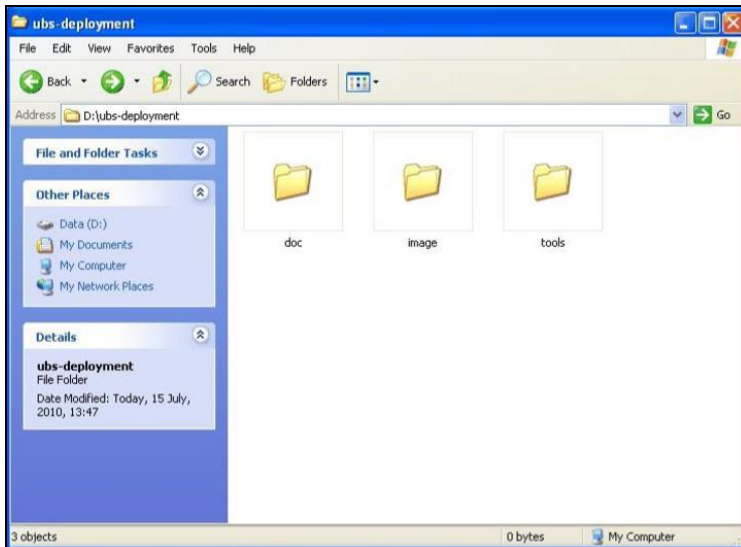 ubs-deployment
File Edit View Favorites Tools Help
Back Search Folders
Address D:\ubs-deployment Go
File and Folder Tasks
Other Places
Data (D:)
My Documents
My Computer
My Network Places
Details
ubs-deployment
File Folder
Date Modified: Today, 15 July,
2010, 13:47
doc image tools
3 objects 0 bytes My Computer